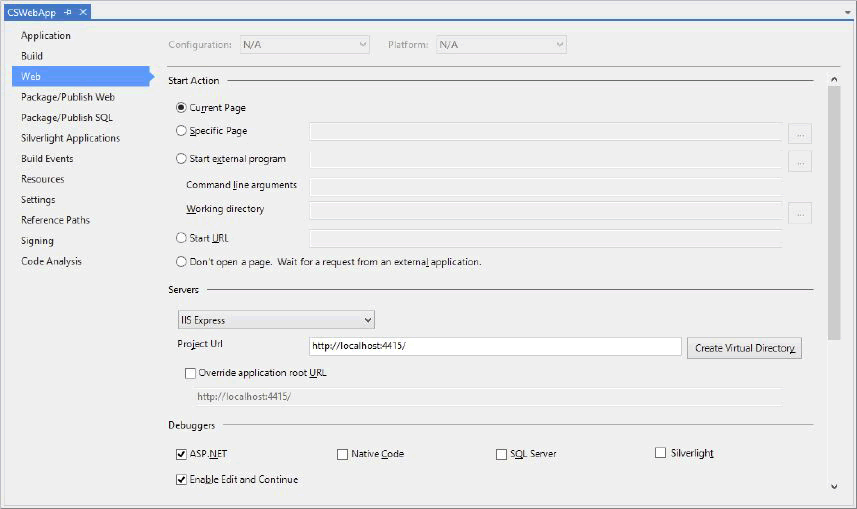 CSWebApp
Application
Build
Web
Package/Publish Web
Package/Publish SQL
Silverlight Applications
Build Events
Resources
Settings
Reference Paths
Signing
Code Analysis
Configuration: N/A Platform: N/A
Start Action
Current Page
Specific Page ...
Start external program ...
Command line arguments
Working directory ...
Start URL
Don't open a page. Wait for a request from an external application.
Servers
IIS Express
Project Url http://localhost:4415/ Create Virtual Directory
Override application root URL
http://localhost:4415/
Debuggers
ASP.NET Native Code SQL Server Silverlight
Enable Edit and Continue